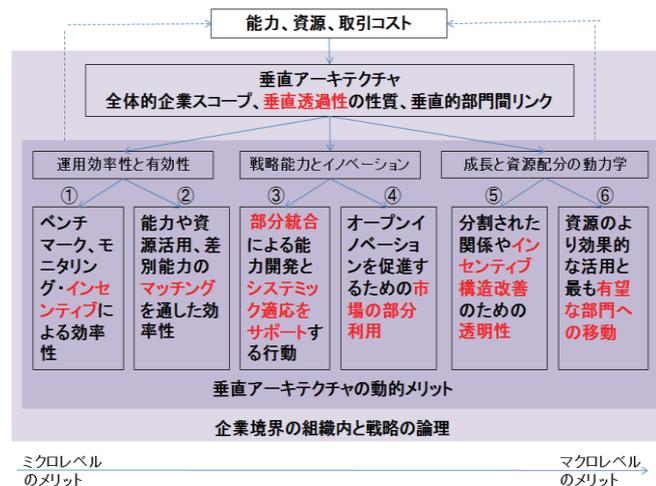 能力、資源、取引コスト
垂直アーキテクチャ
全体的企業スコープ、垂直透過性の性質、垂直的部門間リンク
運用効率性と有効性
戦略能力とイノベーション
成長と資源配分の動力学
①
②
③
④
⑤
⑥
ベンチ
マーク、モ
ニタリン
グ・インセ
ンティブに
よる効率
性
能力や資
源活用、差
別能力の
マッチング
を通した効
率性
部分統合
による能
力開発と
システミッ
ク適応を
サポートす
る行動
オープンイ
ノベーショ
ンを促進す
るための市
場の部分
利用
分割された
関係やイン
センティブ
構造改善
のための
透明性
資源のよ
り効果的
な活用と
最も有望
な部門へ
の移動
垂直アーキテクチャの動的メリット
企業境界の組織内と戦略の論理
ミクロレベル
のメリット
マクロレベル
のメリット